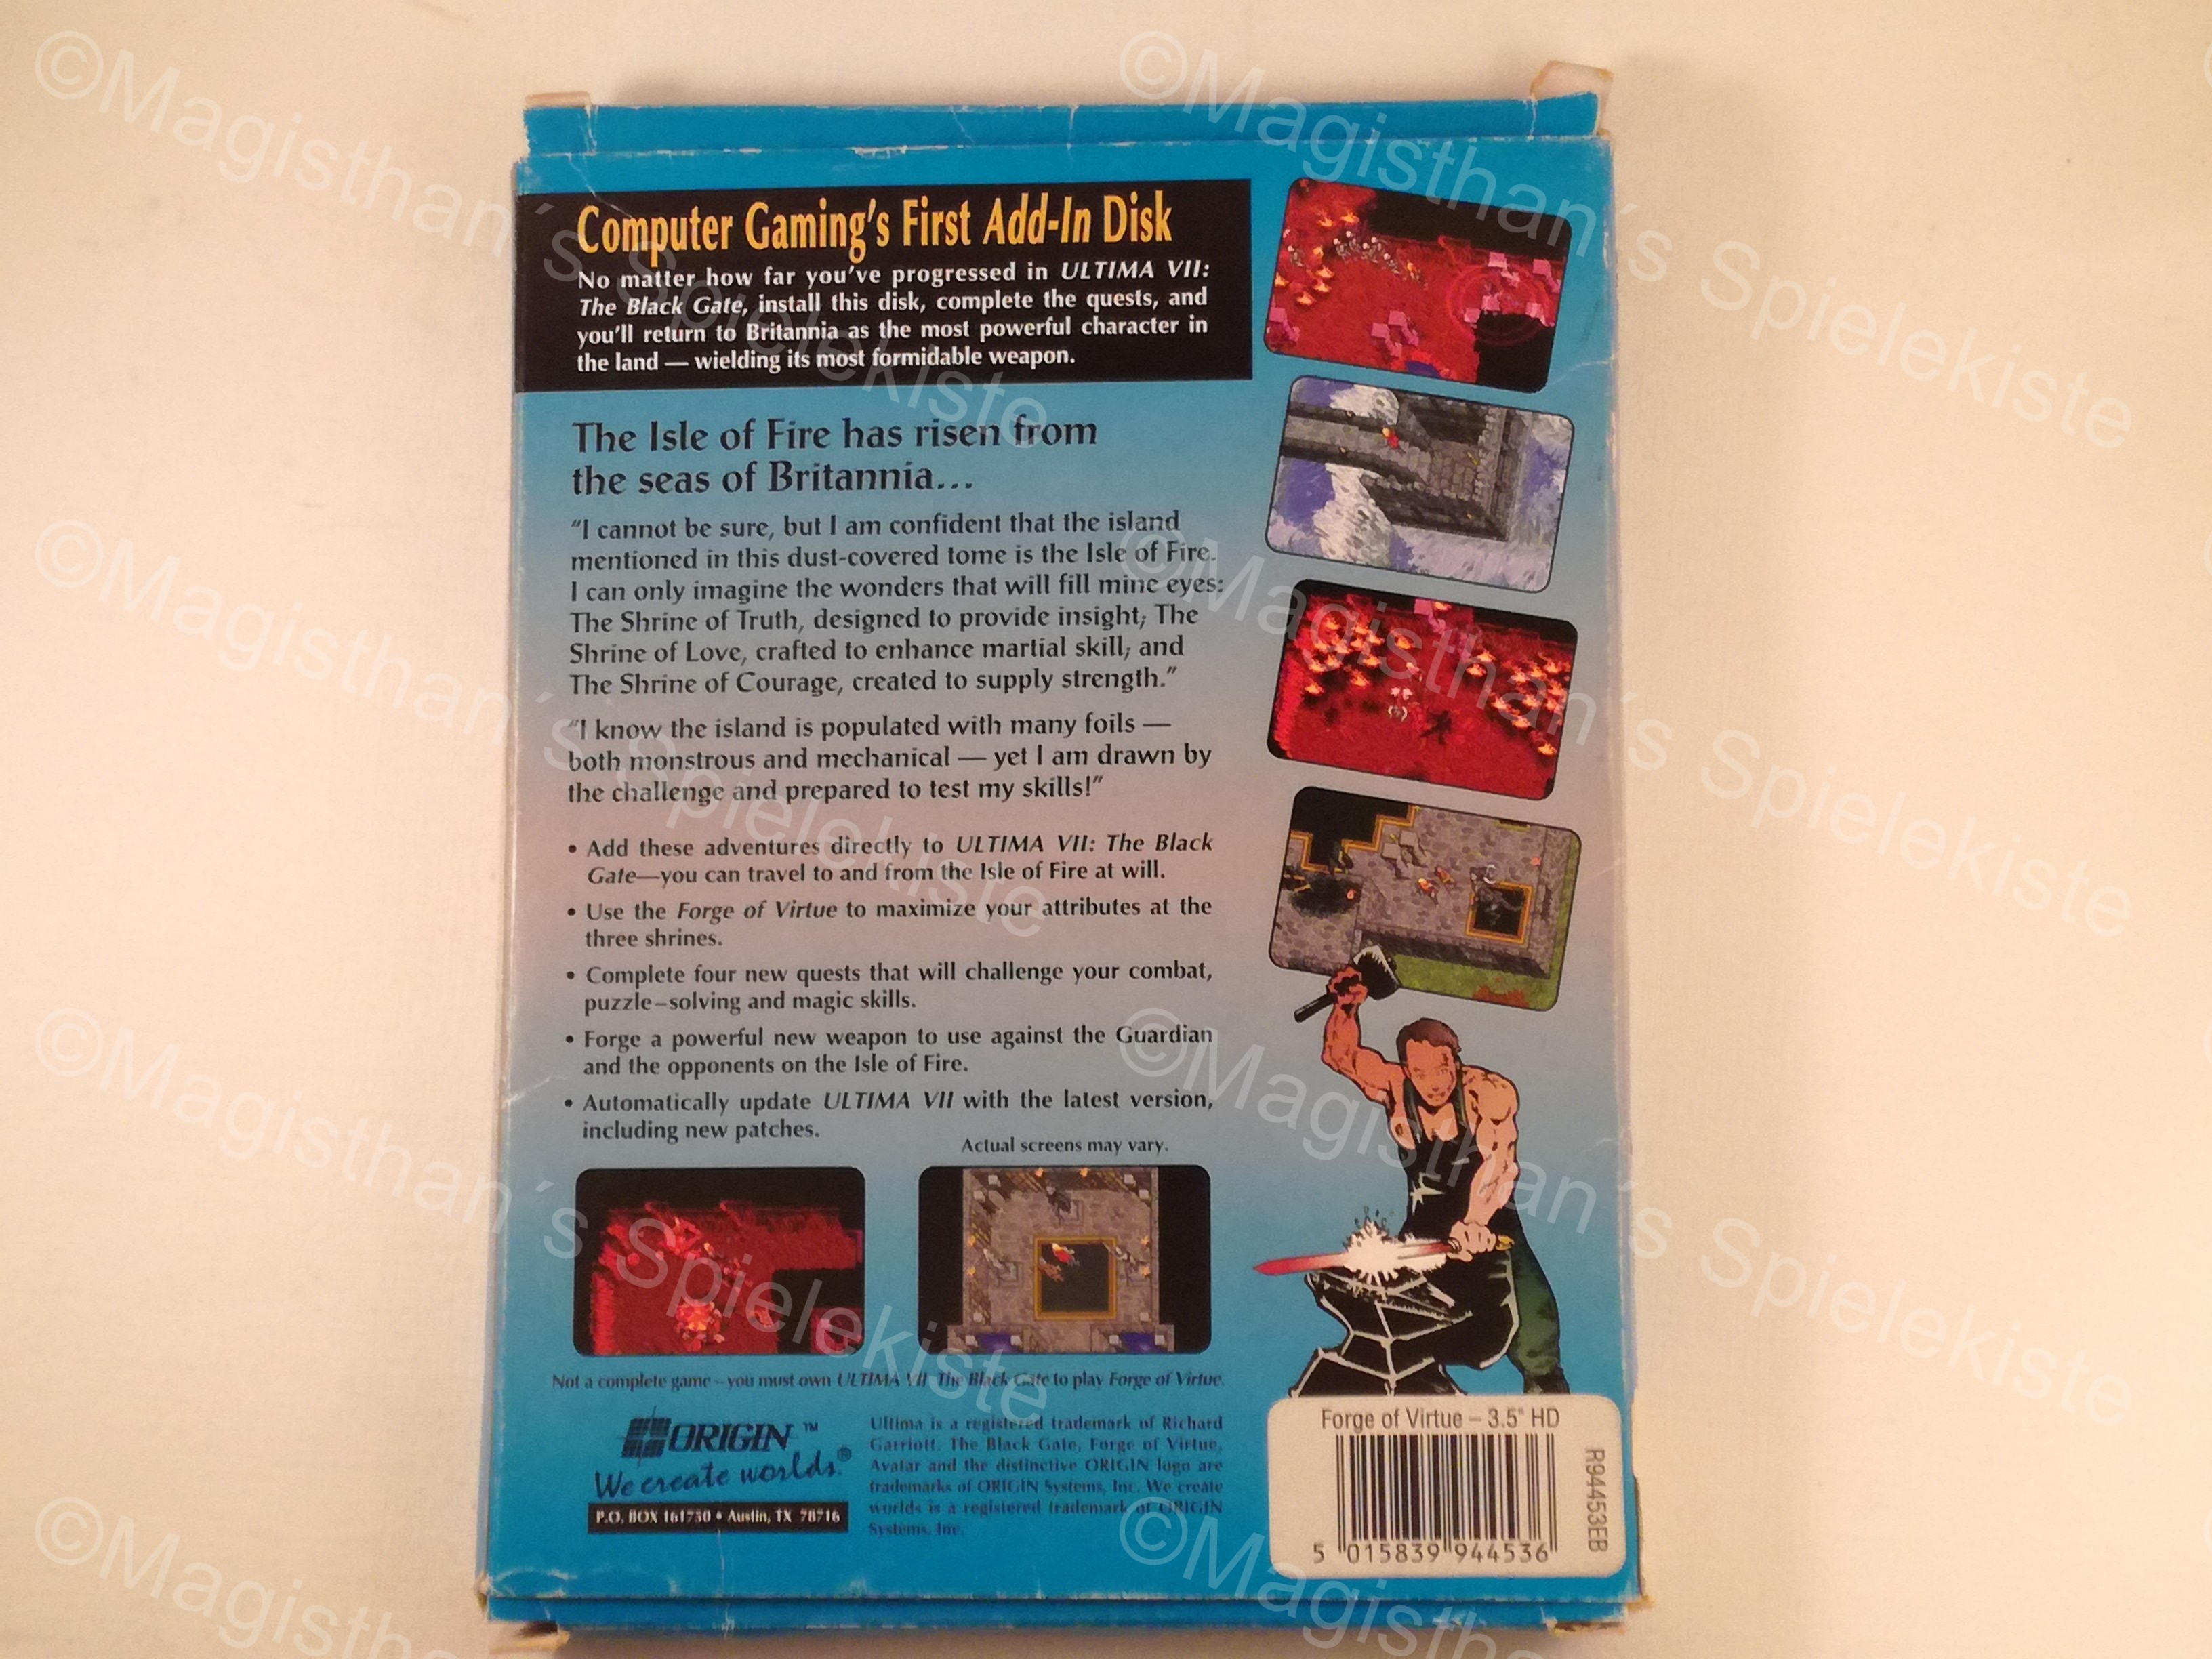 Computer Gaming's First Add-In Disk
No matter how far you've progressed in ULTIMA VII:
The Black Gate, install this disk, complete the quests, and
you'll return to Britannia as the most powerful character in
the land — wielding its most formidable weapon.
The Isle of Fire has risen from
the seas of Britannia...
"I cannot be sure, but I am confident that the island
mentioned in this dust-covered tome is the Isle of Fire.
I can only imagine the wonders that will fill mine eyes:
The Shrine of Truth, designed to provide insight; The
Shrine of Love, crafted to enhance martial skill; and
The Shrine of Courage, created to supply strength."
"I know the island is populated with many foils —
both monstrous and mechanical — yet I am drawn by
the challenge and prepared to test my skills!"
• Add these adventures directly to ULTIMA VII: The Black
Gate—you can travel to and from the Isle of Fire at will.
• Use the Forge of Virtue to maximize your attributes at the
three shrines.
• Complete four new quests that will challenge your combat,
puzzle–solving and magic skills.
• Forge a powerful new weapon to use against the Guardian
and the opponents on the Isle of Fire.
• Automatically update ULTIMA VII with the latest version,
including new patches.
Actual screens may vary.
Not a complete game – you must own ULTIMA VII The Black Gate to play Forge of Virtue.
ORIGIN™
We create worlds.®
P.O. BOX 161750 • Austin, TX 78716
Ultima is a registered trademark of Richard
Garriott. The Black Gate, Forge of Virtue,
Avatar and the distinctive ORIGIN logo are
trademarks of ORIGIN Systems, Inc. We create
worlds is a registered trademark of ORIGIN
Systems, Inc.
Forge of Virtue – 3.5" HD
R94453EB
5 015839 944536
©Magisthan´s Spielekiste
©Magisthan´s Spielekiste
©Magisthan´s Spielekiste
©Magisthan´s Spielekiste
©Magisthan´s Spielekiste
©Magisthan´s Spielekiste
©Magisthan´s
©Magisthan´s